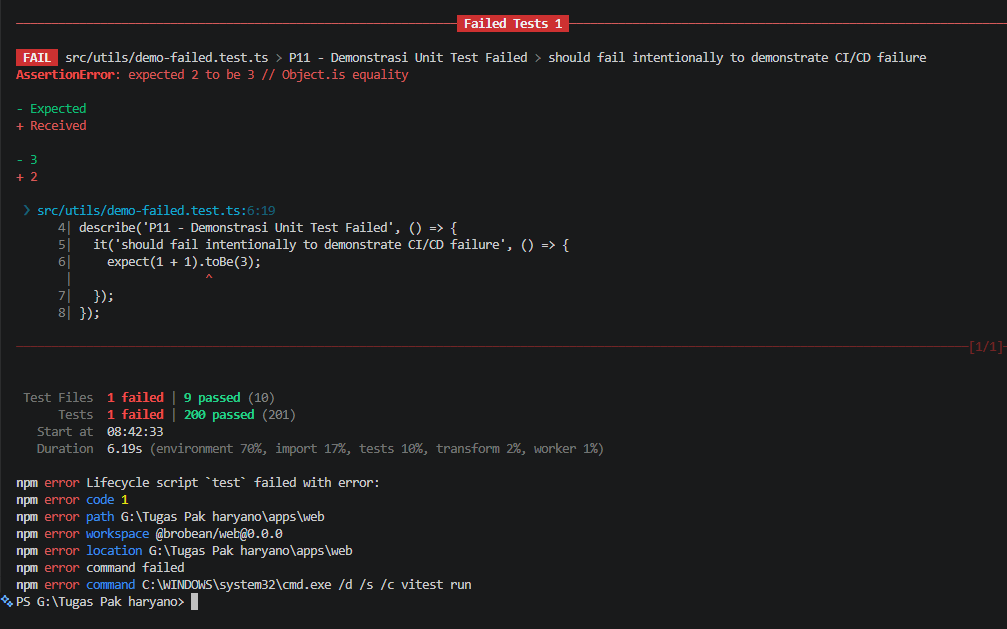 Failed Tests 1
FAIL src/utils/demo-failed.test.ts > P11 - Demonstrasi Unit Test Failed > should fail intentionally to demonstrate CI/CD failure
AssertionError: expected 2 to be 3 // Object.is equality
- Expected
+ Received
- 3
+ 2
❯ src/utils/demo-failed.test.ts:6:19
4| describe('P11 - Demonstrasi Unit Test Failed', () => {
5|   it('should fail intentionally to demonstrate CI/CD failure', () => {
6|     expect(1 + 1).toBe(3);
|                   ^
7|   });
8| });
[1/1]
Test Files  1 failed | 9 passed (10)
Tests  1 failed | 200 passed (201)
Start at  08:42:33
Duration  6.19s (environment 70%, import 17%, tests 10%, transform 2%, worker 1%)
npm error Lifecycle script `test` failed with error:
npm error code 1
npm error path G:\Tugas Pak haryano\apps\web
npm error workspace @brobean/web@0.0.0
npm error location G:\Tugas Pak haryano\apps\web
npm error command failed
npm error command C:\WINDOWS\system32\cmd.exe /d /s /c vitest run
PS G:\Tugas Pak haryano>